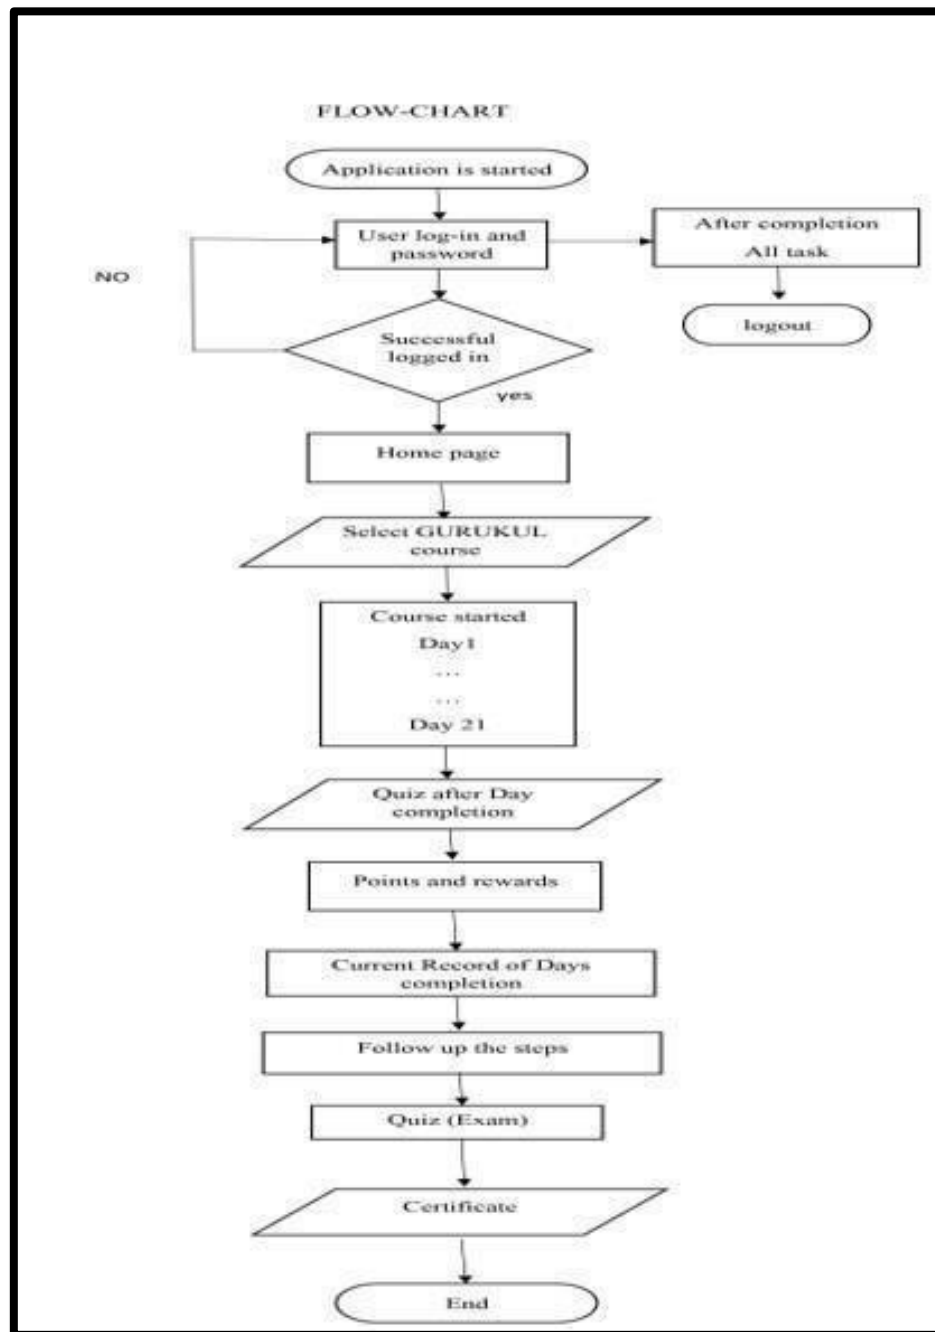 FLOW-CHART
Application is started
User log-in and
password
After completion
All task
logout
NO
Successful
logged in
yes
Home page
Select GURUKUL
course
Course started
Day1
...
...
Day 21
Quiz after Day
completion
Points and rewards
Current Record of Days
completion
Follow up the steps
Quiz (Exam)
Certificate
End